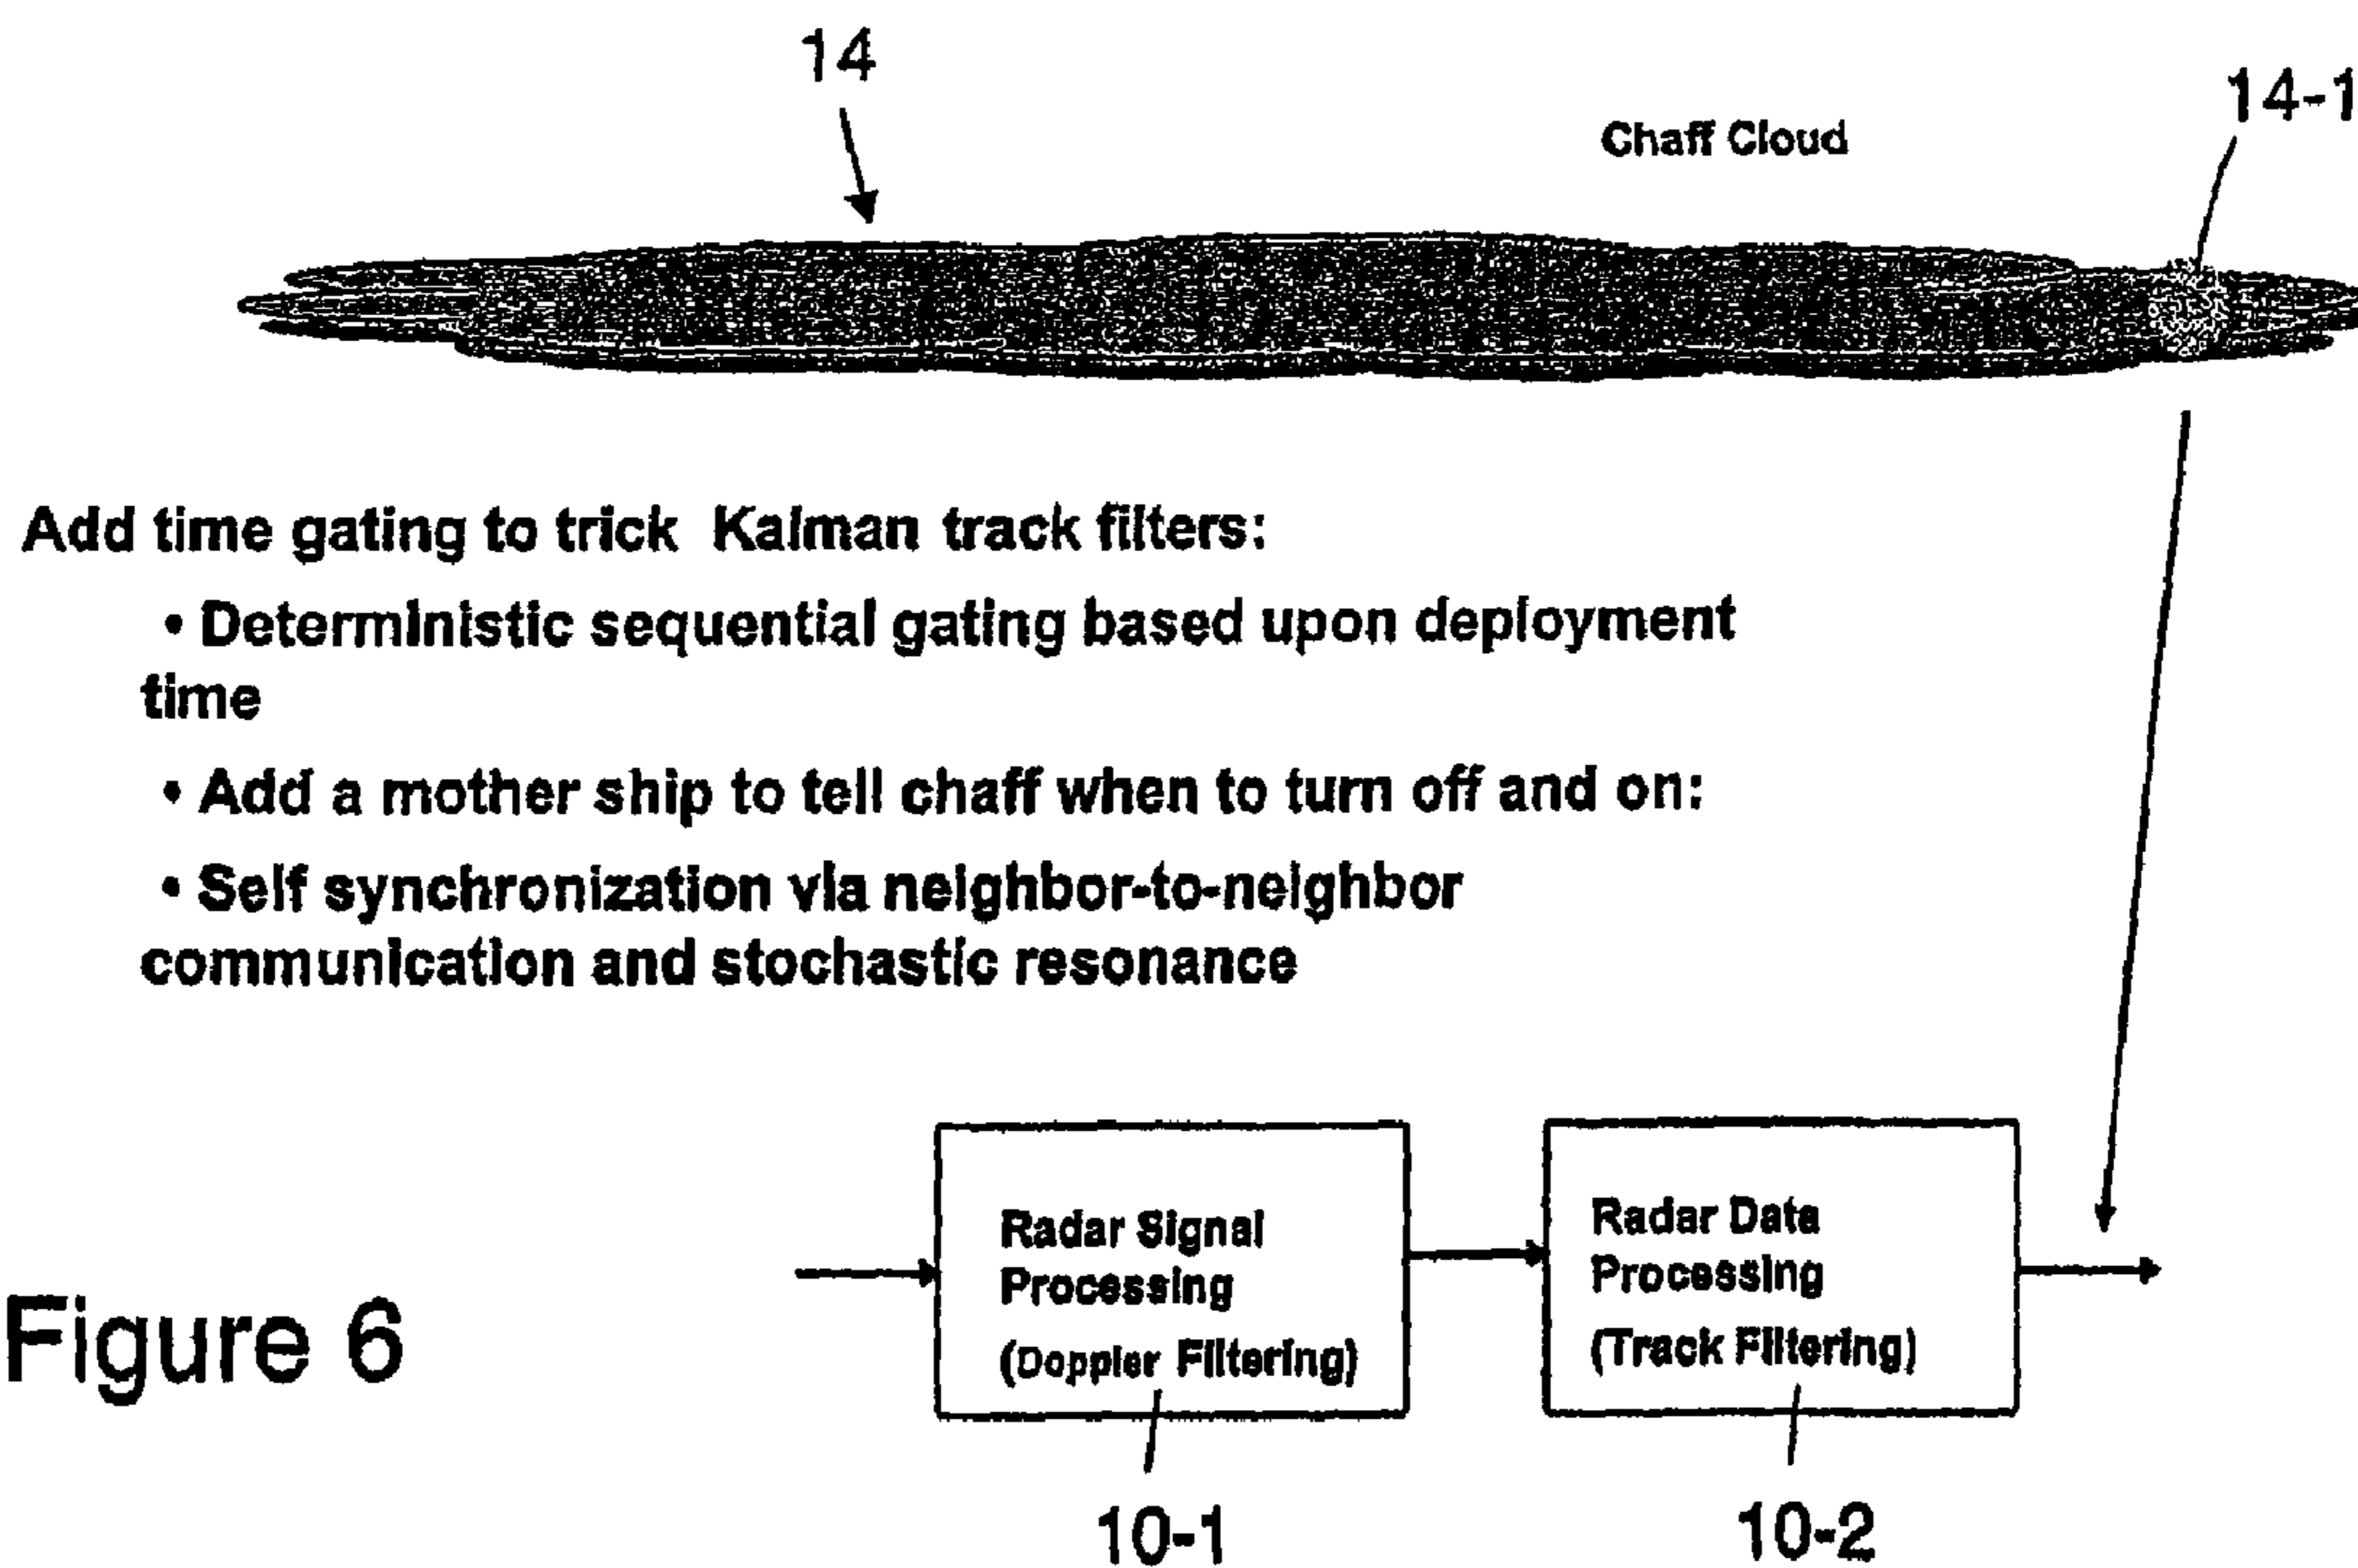 14
14-1
Chaff Cloud
Add time gating to trick Kalman track filters:
• Deterministic sequential gating based upon deployment
time
• Add a mother ship to tell chaff when to turn off and on:
• Self synchronization via neighbor-to-neighbor
communication and stochastic resonance
Radar Signal
Processing
(Doppler Filtering)
Radar Data
Processing
(Track Filtering)
Figure 6
10-1
10-2